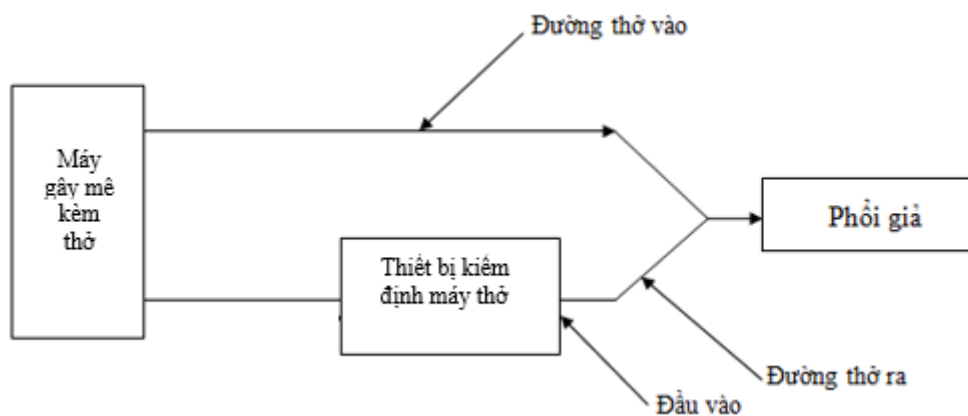 Đường thở vào
Máy
gây mê
kèm
thở
Phổi giả
Thiết bị kiểm
định máy thở
Đường thở ra
Đầu vào